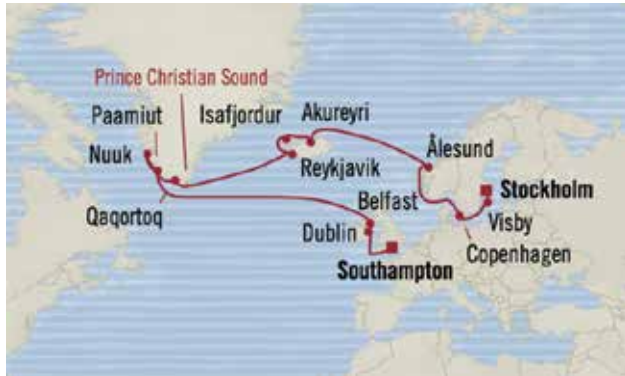 Prince Christian Sound
Paamiut
Isafjordur
Akureyri
Nuuk
Reykjavik
Ålesund
Qaqortoq
Belfast
Stockholm
Dublin
Visby
Copenhagen
Southampton